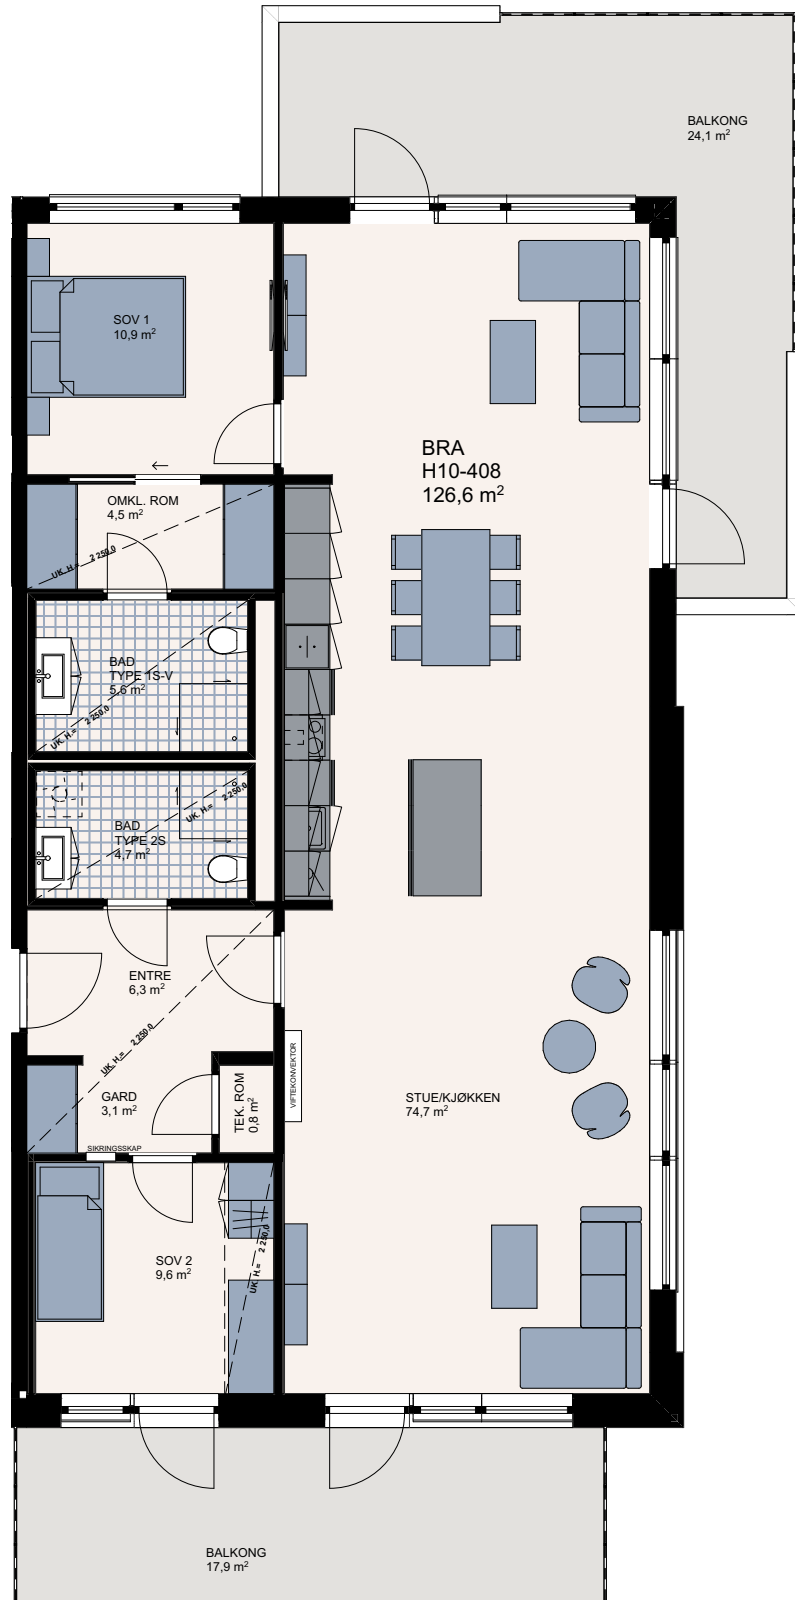 BALKONG
24,1 m²
SOV 1
10,9 m²
BRA
H10-408
126,6 m²
OMKL. ROM
4,5 m²
UK. H.= 2 250,0
BAD
TYPE 1S-V
5,6 m²
UK. H.= 2 250,0
BAD
TYPE 2S
4,7 m²
UK. H.= 2 250,0
ENTRE
6,3 m²
UK. H.= 2 250,0
GARD
3,1 m²
TEK. ROM
0,8 m²
VIFTEKONVEKTOR
STUE/KJØKKEN
74,7 m²
SIKRINGSSKAP
SOV 2
9,6 m²
UK. H.= 2 250,0
BALKONG
17,9 m²